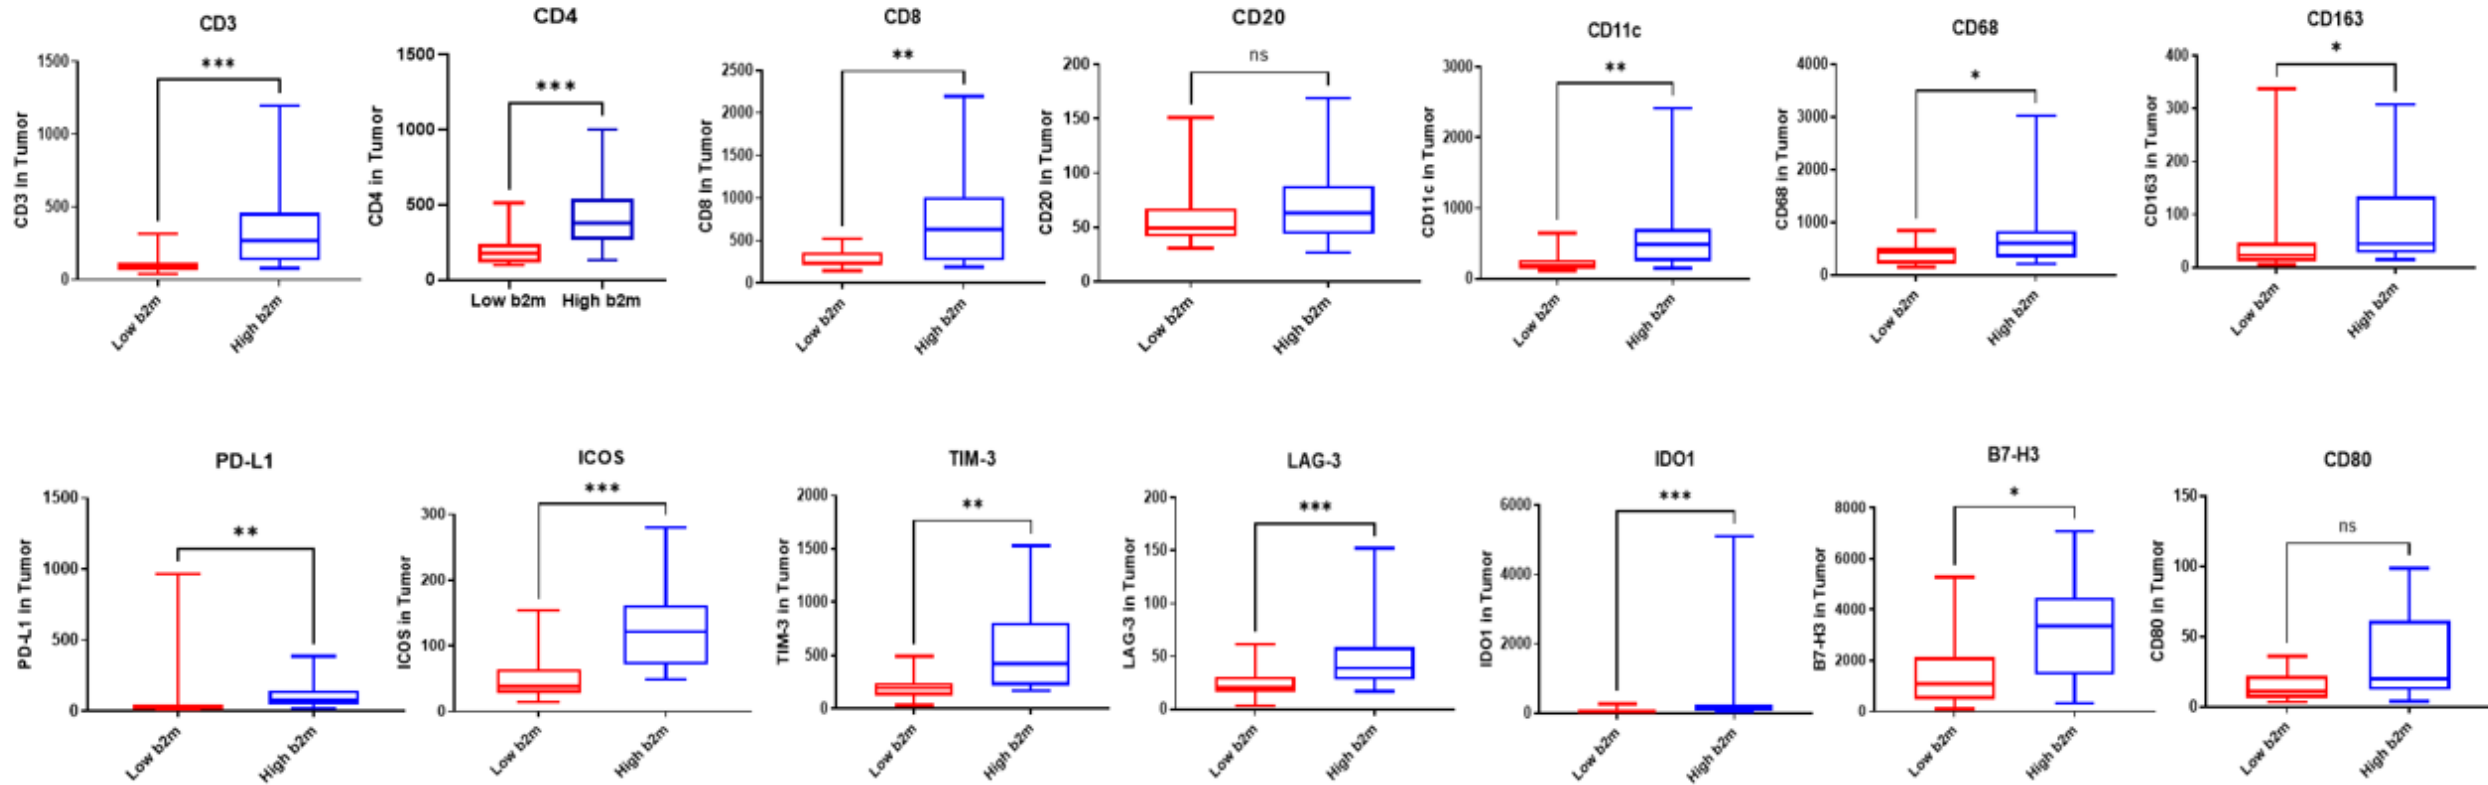 CD3
***
1500
1000
500
0
CD3 in Tumor
Low b2m
High b2m
CD4
***
1500
1000
500
0
CD4 in Tumor
Low b2m
High b2m
CD8
**
2500
2000
1500
1000
500
0
CD8 in Tumor
Low b2m
High b2m
CD20
ns
200
150
100
50
0
CD20 in Tumor
Low b2m
High b2m
CD11c
**
3000
2000
1000
0
CD11c in Tumor
Low b2m
High b2m
CD68
*
4000
3000
2000
1000
0
CD68 in Tumor
Low b2m
High b2m
CD163
*
400
300
200
100
0
CD163 in Tumor
Low b2m
High b2m
PD-L1
**
1500
1000
500
0
PD-L1 in Tumor
Low b2m
High b2m
ICOS
***
300
200
100
0
ICOS in Tumor
Low b2m
High b2m
TIM-3
**
2000
1500
1000
500
0
TIM-3 in Tumor
Low b2m
High b2m
LAG-3
***
200
150
100
50
0
LAG-3 in Tumor
Low b2m
High b2m
IDO1
***
6000
4000
2000
0
IDO1 in Tumor
Low b2m
High b2m
B7-H3
*
8000
6000
4000
2000
0
B7-H3 in Tumor
Low b2m
High b2m
CD80
ns
150
100
50
0
CD80 in Tumor
Low b2m
High b2m